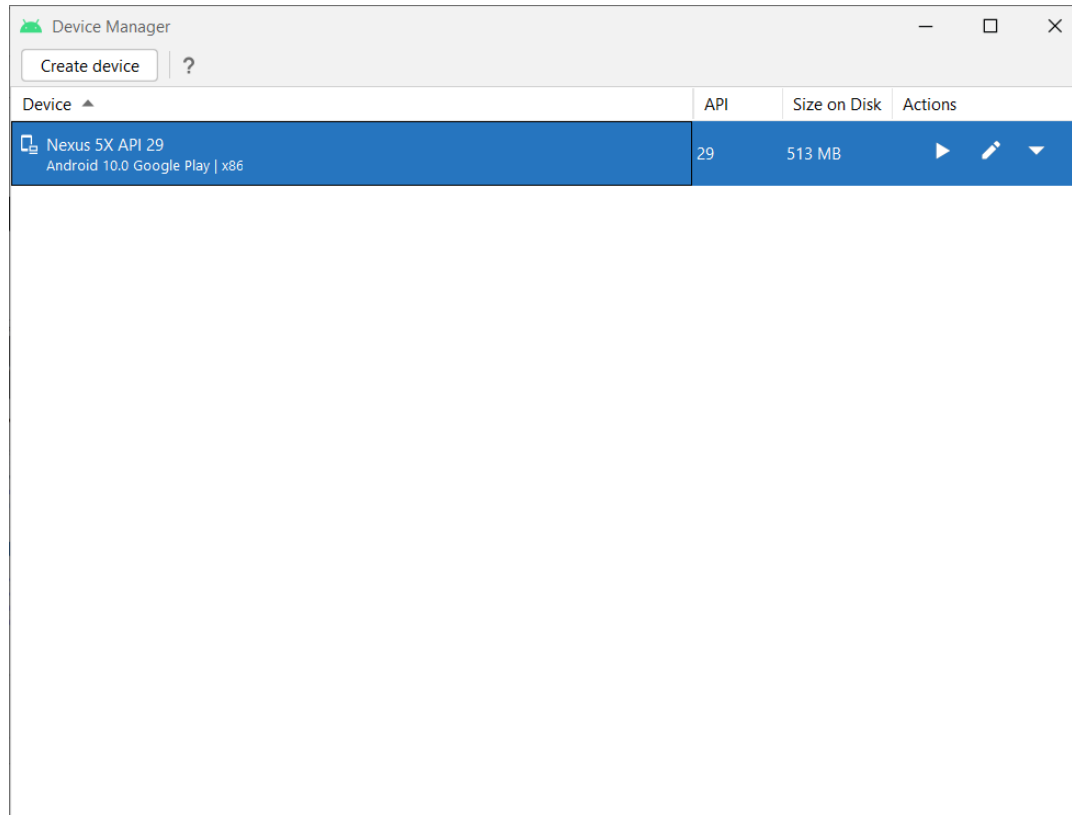 Device Manager
Create device ?
Device API Size on Disk Actions
Nexus 5X API 29
Android 10.0 Google Play | x86
29 513 MB